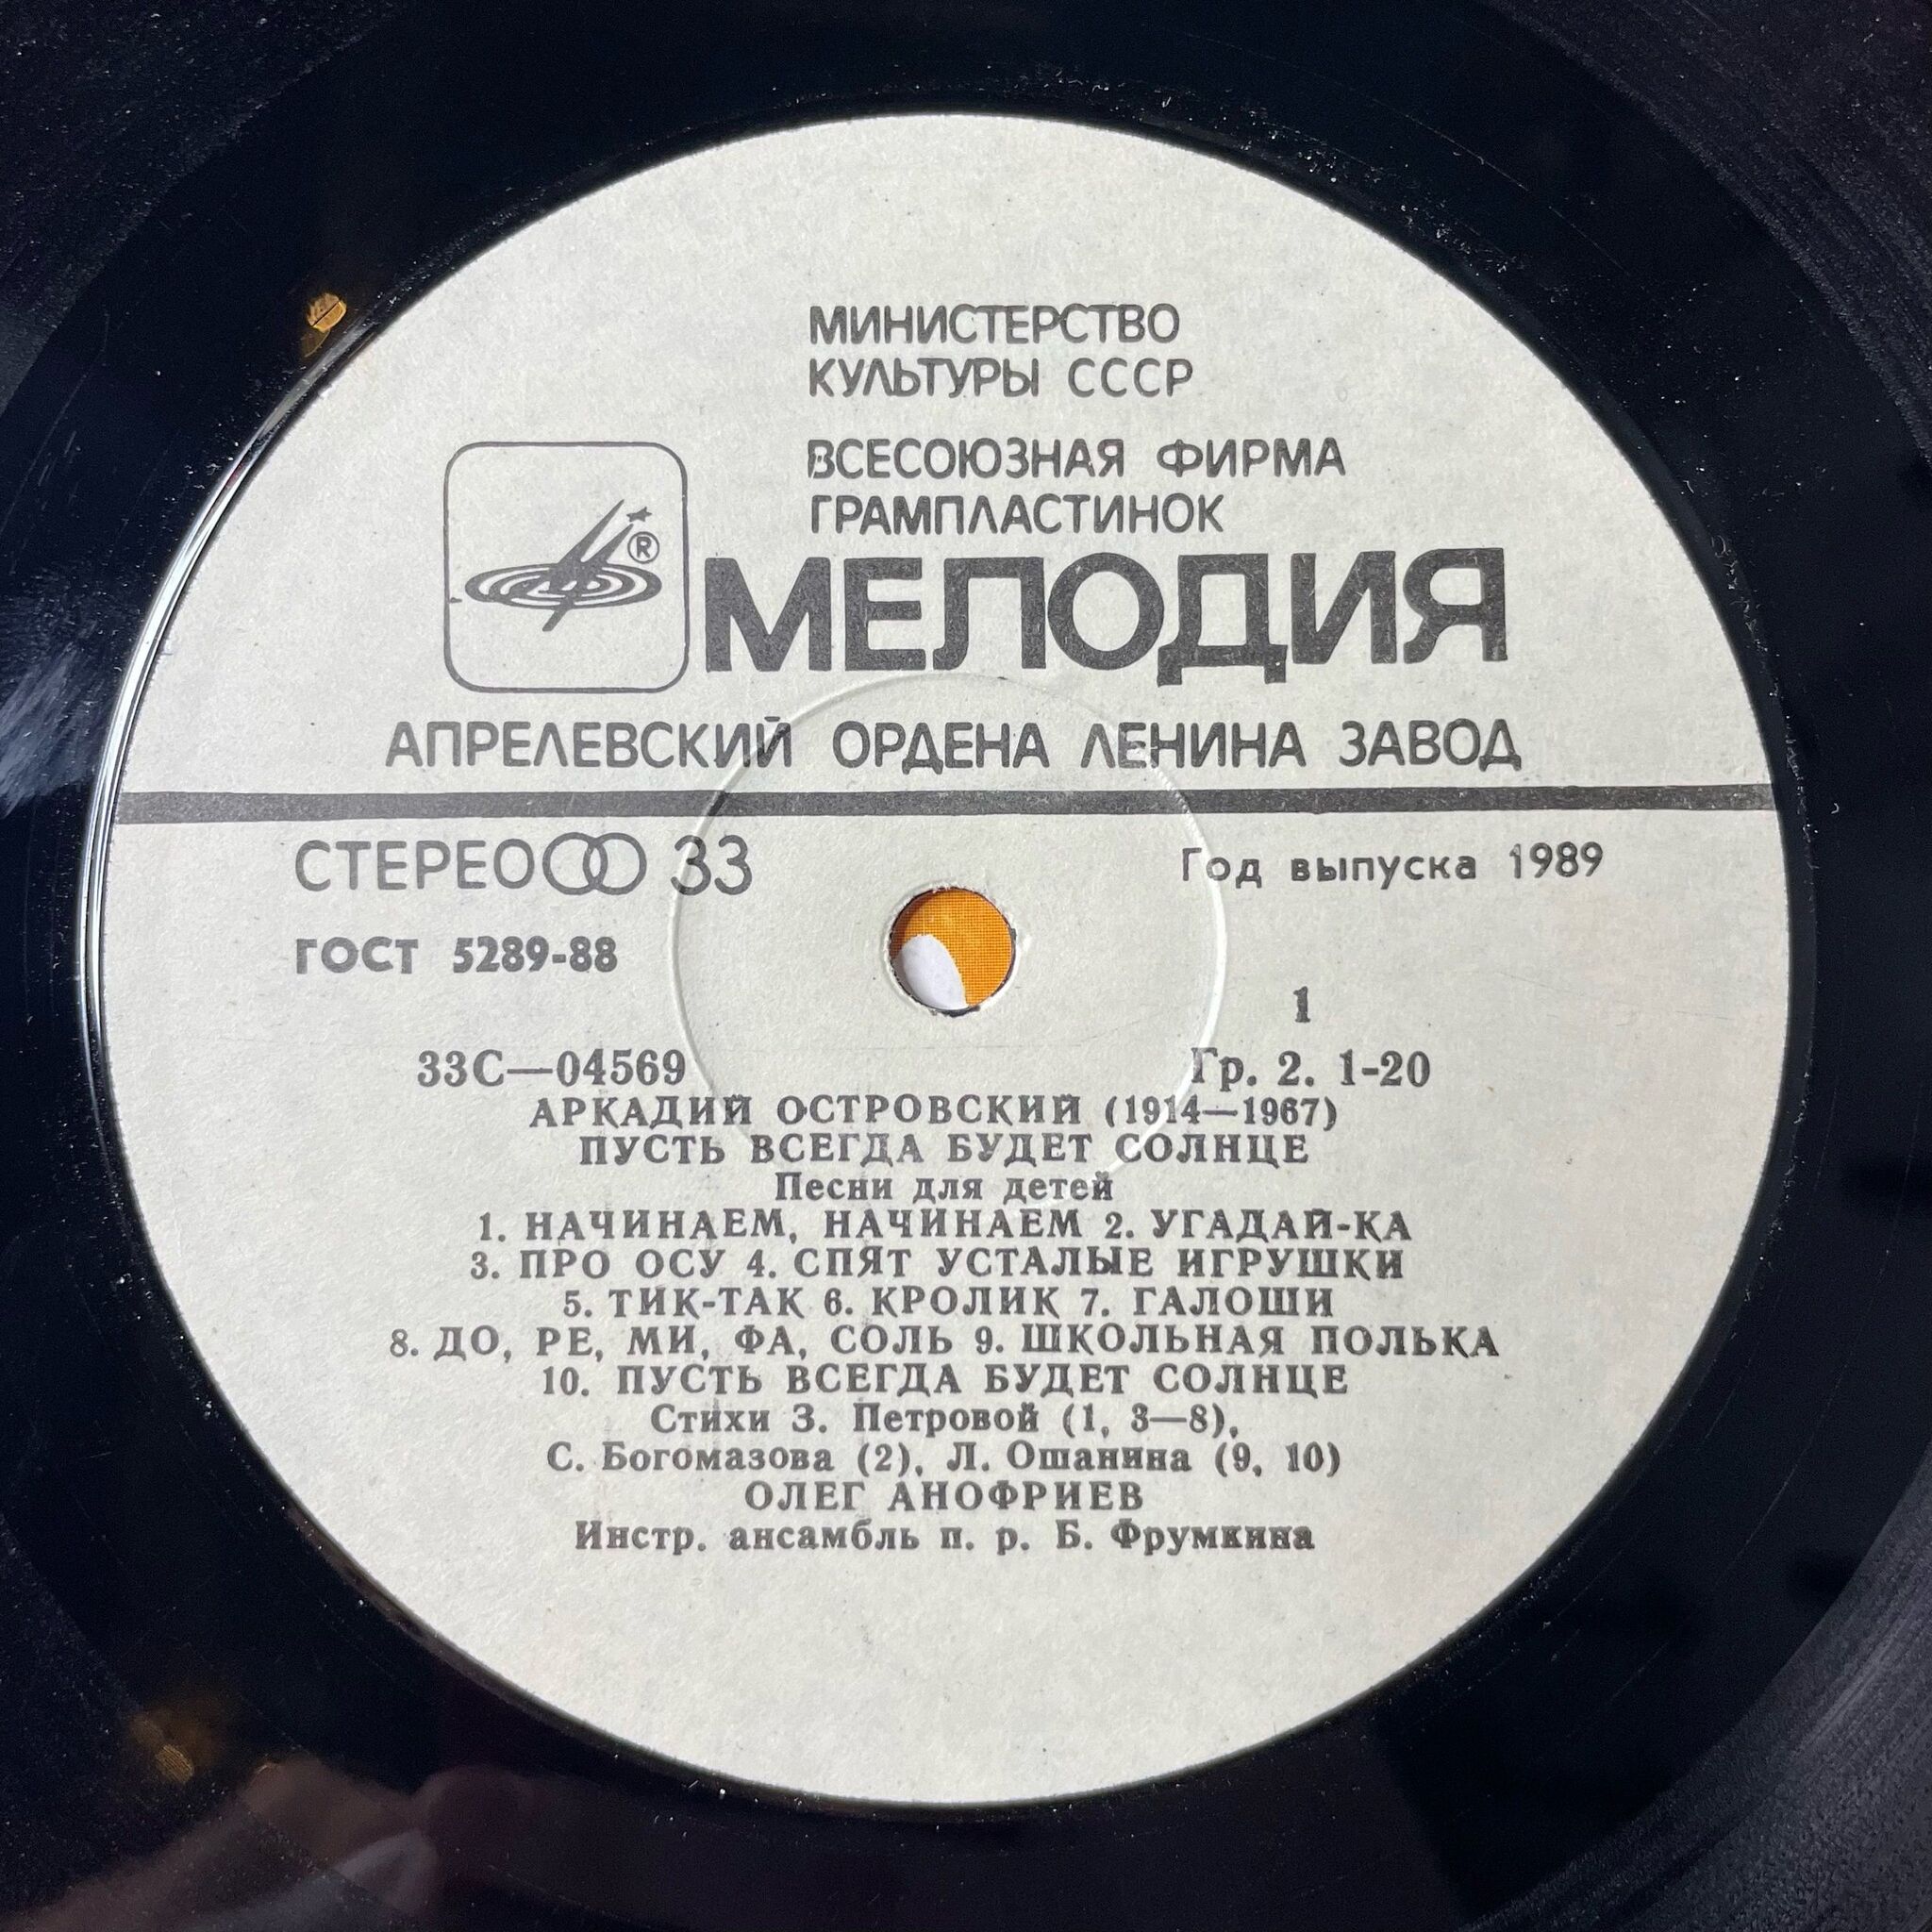 МИНИСТЕРСТВО
КУЛЬТУРЫ СССР
ВСЕСОЮЗНАЯ ФИРМА
ГРАМПЛАСТИНОК
®
МЕЛОДИЯ
АПРЕЛЕВСКИЙ ОРДЕНА ЛЕНИНА ЗАВОД
СТЕРЕО 33
Год выпуска 1989
ГОСТ 5289-88
1
33С—04569
Гр. 2. 1-20
АРКАДИЙ ОСТРОВСКИЙ (1914—1967)
ПУСТЬ ВСЕГДА БУДЕТ СОЛНЦЕ
Песни для детей
1. НАЧИНАЕМ, НАЧИНАЕМ 2. УГАДАЙ-КА
3. ПРО ОСУ 4. СПЯТ УСТАЛЫЕ ИГРУШКИ
5. ТИК-ТАК 6. КРОЛИК 7. ГАЛОШИ
8. ДО, РЕ, МИ, ФА, СОЛЬ 9. ШКОЛЬНАЯ ПОЛЬКА
10. ПУСТЬ ВСЕГДА БУДЕТ СОЛНЦЕ
Стихи З. Петровой (1, 3—8),
С. Богомазова (2), Л. Ошанина (9, 10)
ОЛЕГ АНОФРИЕВ
Инстр. ансамбль п. р. Б. Фрумкина